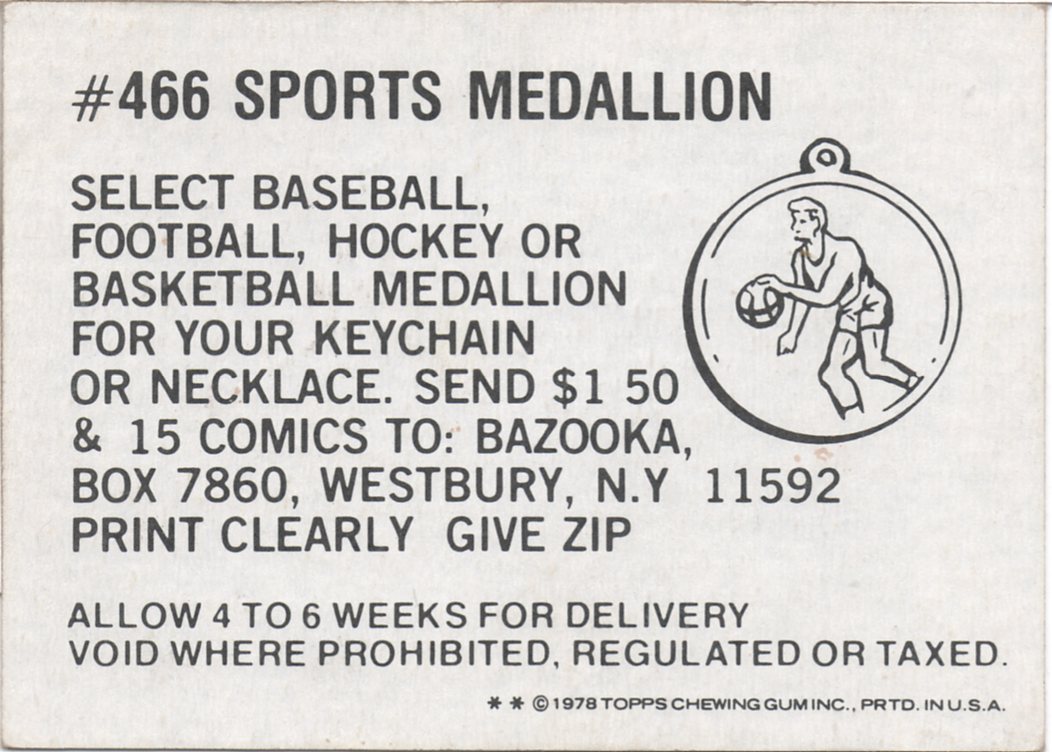 #466 SPORTS MEDALLION
SELECT BASEBALL,
FOOTBALL, HOCKEY OR
BASKETBALL MEDALLION
FOR YOUR KEYCHAIN
OR NECKLACE. SEND $1 50
& 15 COMICS TO: BAZOOKA,
BOX 7860, WESTBURY, N.Y 11592
PRINT CLEARLY GIVE ZIP
ALLOW 4 TO 6 WEEKS FOR DELIVERY
VOID WHERE PROHIBITED, REGULATED OR TAXED.
* * © 1978 TOPPS CHEWING GUM INC., PRTD. IN U.S.A.